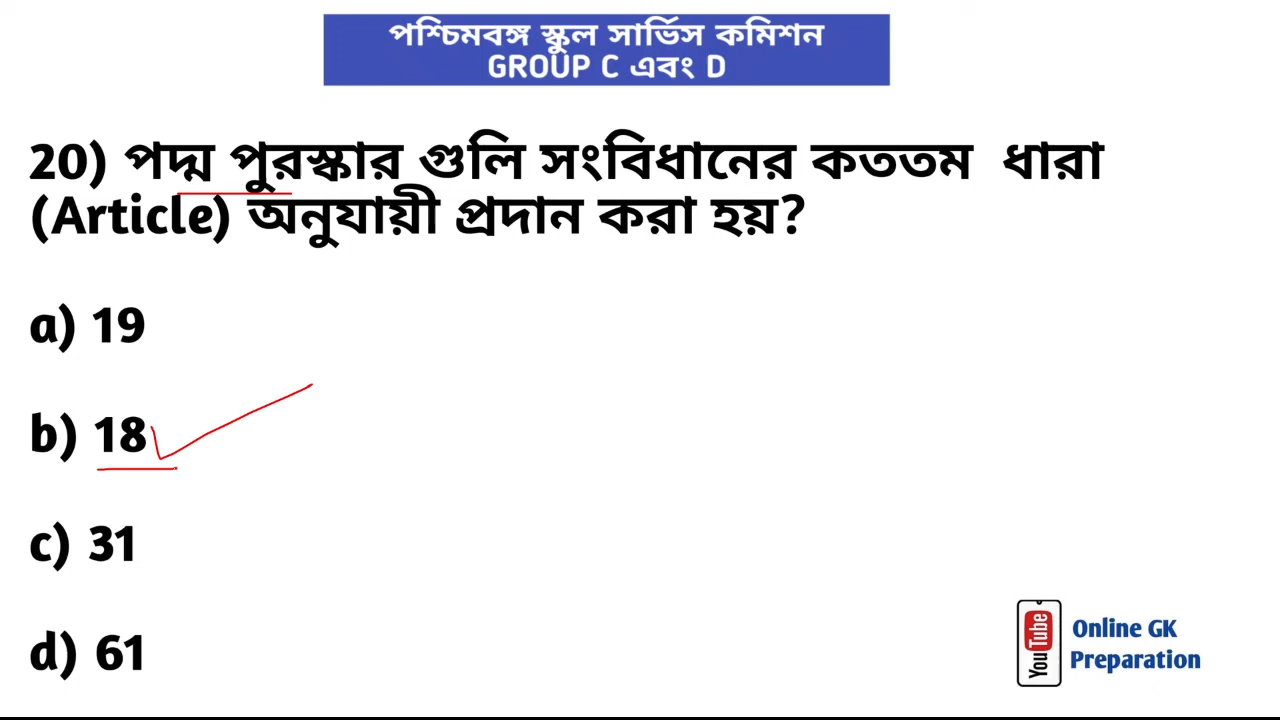 পশ্চিমবঙ্গ স্কুল সার্ভিস কমিশন
GROUP C এবং D
20) পদ্ম পুরস্কার গুলি সংবিধানের কততম ধারা
(Article) অনুযায়ী প্রদান করা হয়?
a) 19
b) 18
c) 31
d) 61
YouTube
Online GK
Preparation